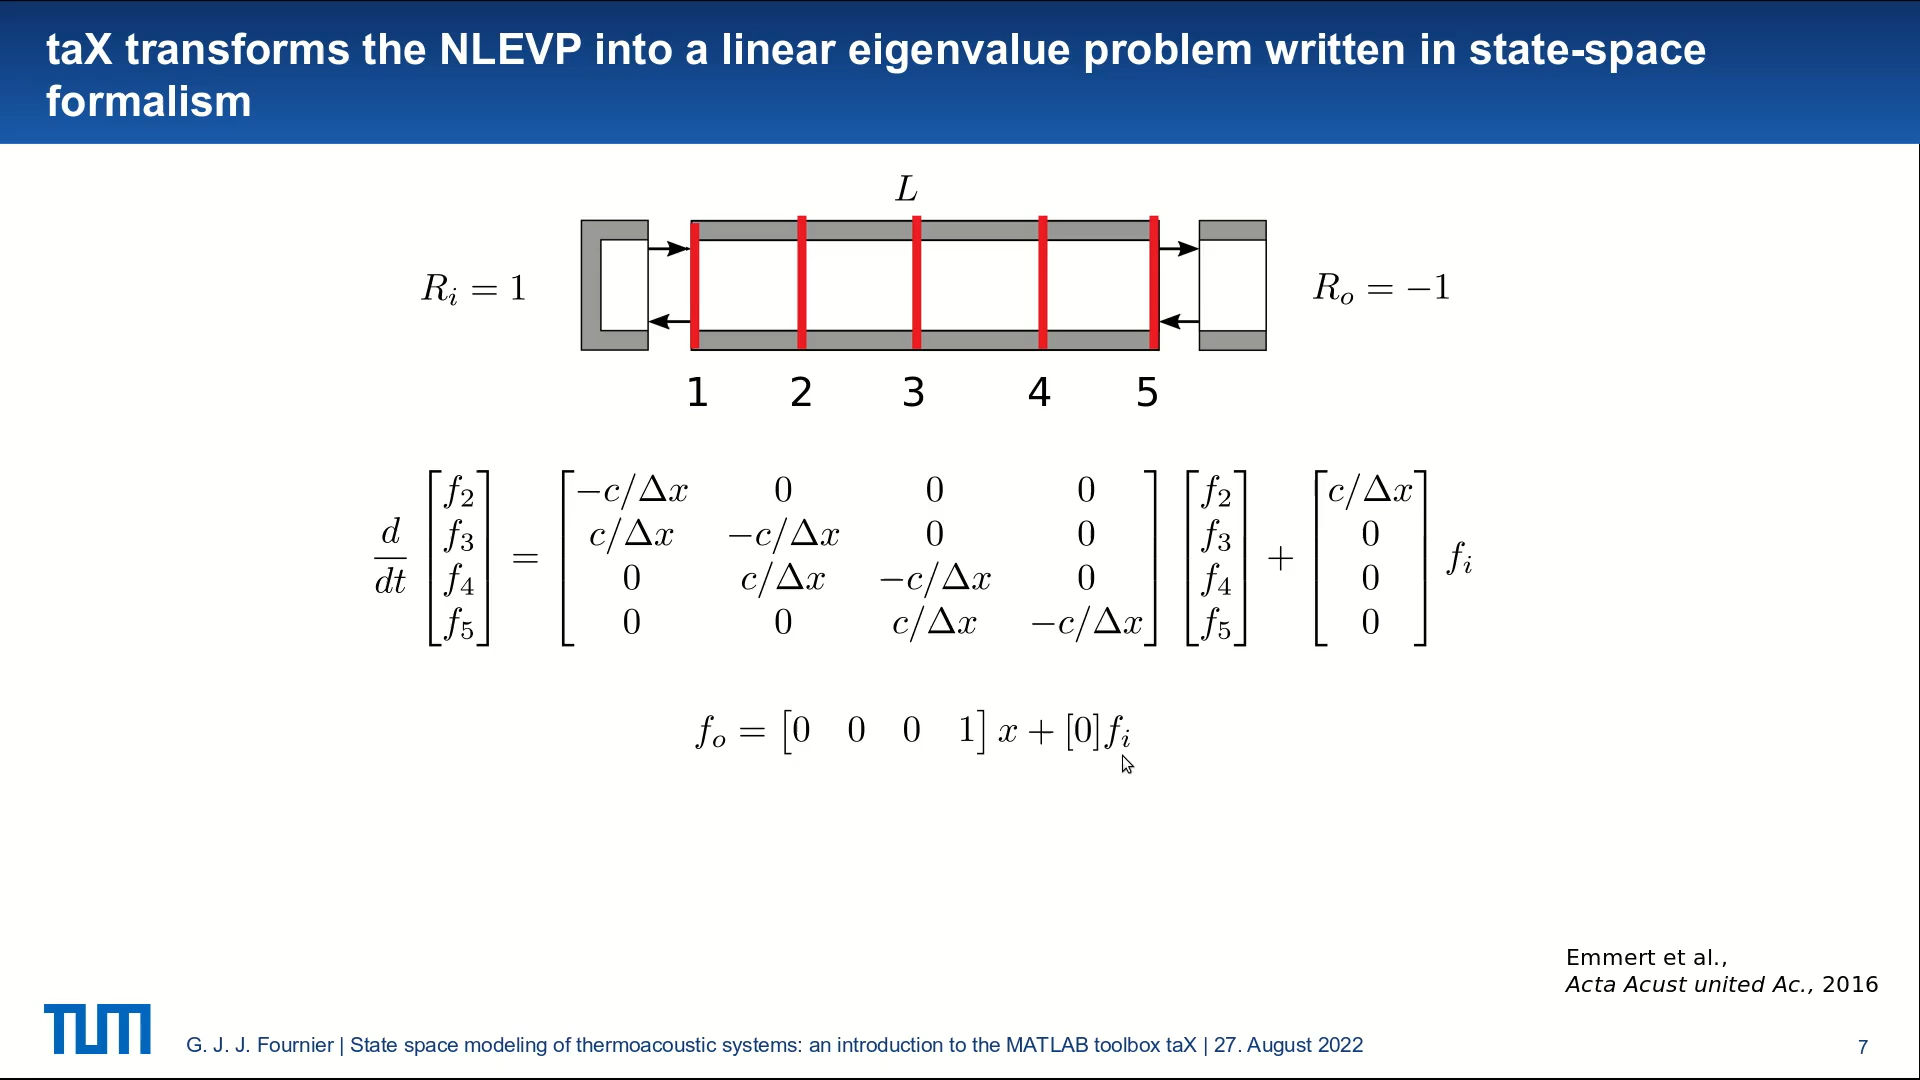 taX transforms the NLEVP into a linear eigenvalue problem written in state-space
formalism
L
R_i = 1
R_o = −1
1 2 3 4 5
d/dt [f_2; f_3; f_4; f_5] = [−c/Δx 0 0 0; c/Δx −c/Δx 0 0; 0 c/Δx −c/Δx 0; 0 0 c/Δx −c/Δx] [f_2; f_3; f_4; f_5] + [c/Δx; 0; 0; 0] f_i
f_o = [0 0 0 1] x + [0]f_i
Emmert et al.,
Acta Acust united Ac., 2016
TUM
G. J. J. Fournier | State space modeling of thermoacoustic systems: an introduction to the MATLAB toolbox taX | 27. August 2022
7